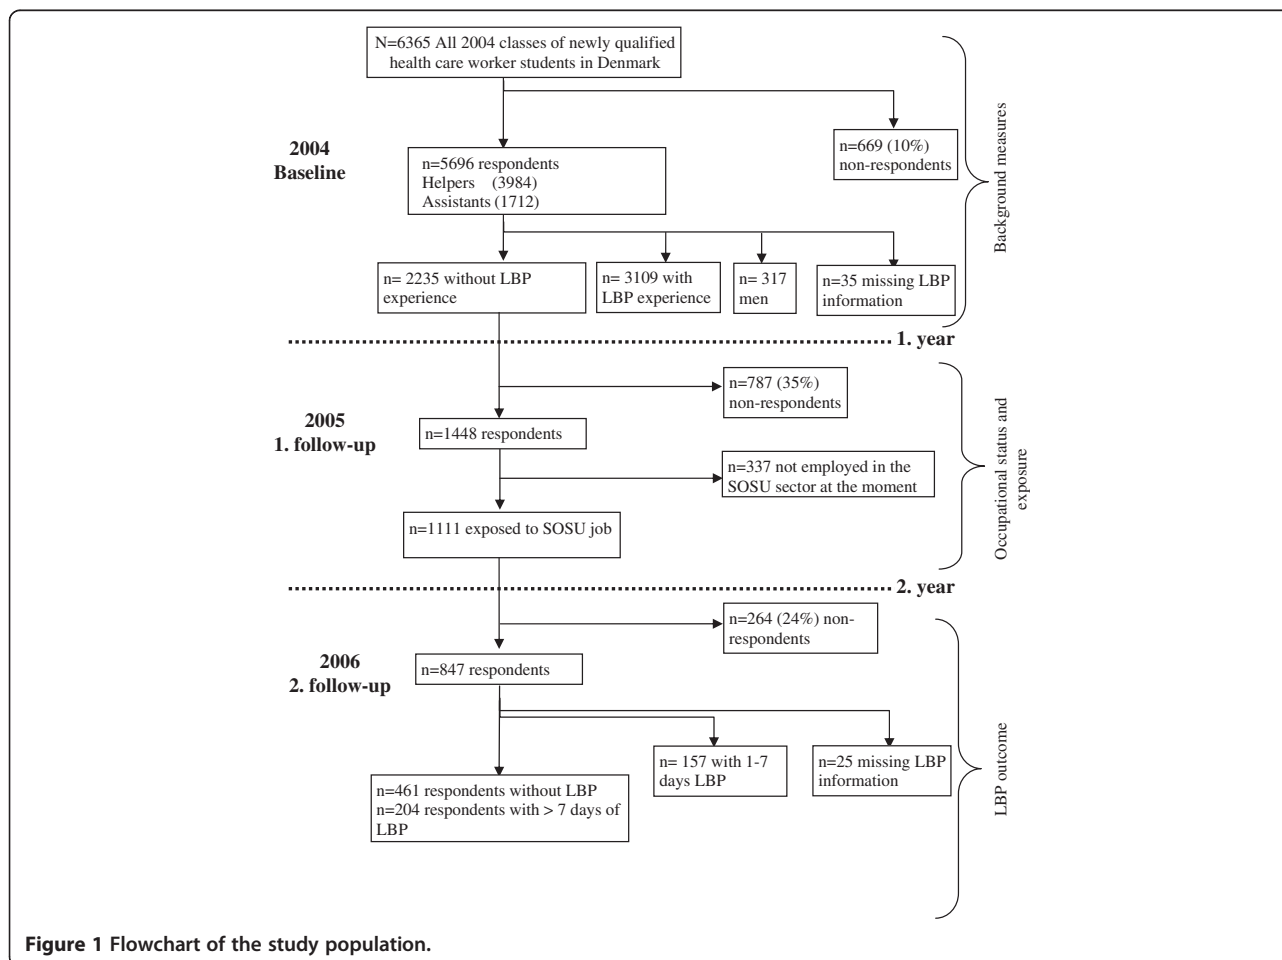 N=6365 All 2004 classes of newly qualified
health care worker students in Denmark
2004
Baseline
n=669 (10%)
non-respondents
n=5696 respondents
Helpers (3984)
Assistants (1712)
Background measures
n= 2235 without LBP
experience
n= 3109 with
LBP experience
n= 317
men
n=35 missing LBP
information
1. year
n=787 (35%)
non-respondents
2005
1. follow-up
n=1448 respondents
n=337 not employed in the
SOSU sector at the moment
n=1111 exposed to SOSU job
Occupational status and
exposure
2. year
n=264 (24%) non-
respondents
2006
2. follow-up
n=847 respondents
n= 157 with 1-7
days LBP
n=25 missing LBP
information
n=461 respondents without LBP
n=204 respondents with > 7 days of
LBP
LBP outcome
Figure 1 Flowchart of the study population.